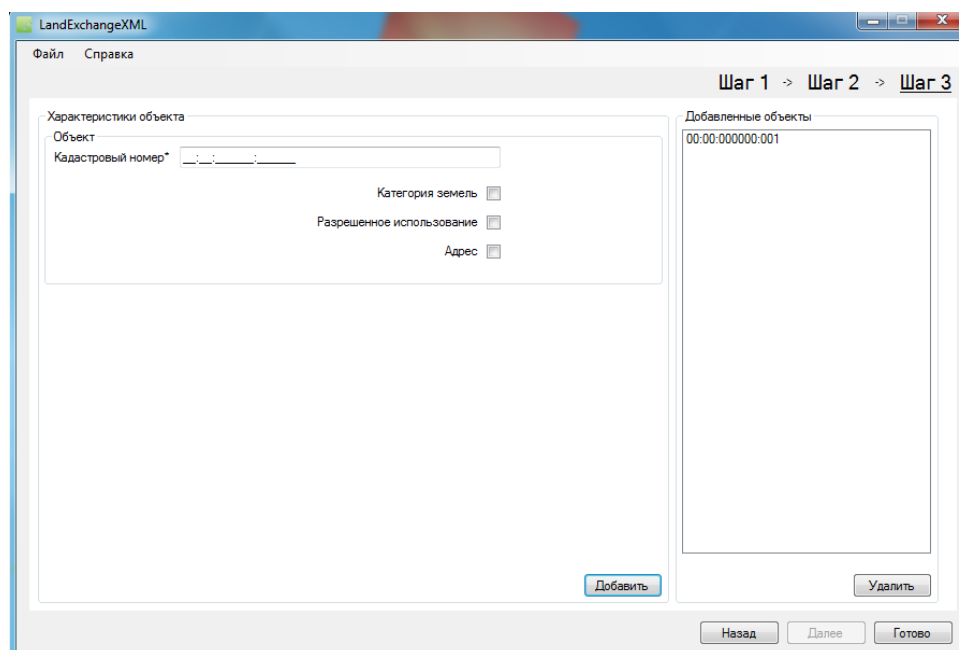 LandExchangeXML
Файл Справка
Шаг 1 -> Шаг 2 -> Шаг 3
Характеристики объекта
Объект
Кадастровый номер* __:__:______:______
Категория земель
Разрешенное использование
Адрес
Добавить
Добавленные объекты
00:00:000000:001
Удалить
Назад Далее Готово